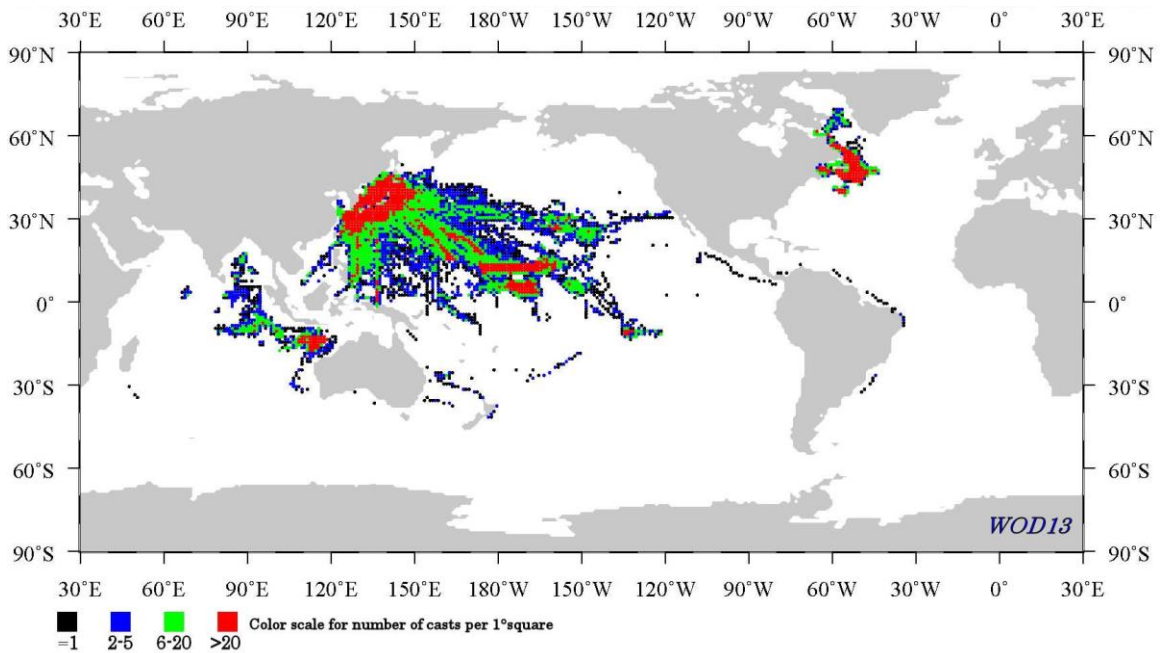 30˚E 60˚E 90˚E 120˚E 150˚E 180˚W 150˚W 120˚W 90˚W 60˚W 30˚W 0˚ 30˚E
90˚N 90˚N
60˚N 60˚N
30˚N 30˚N
0˚ 0˚
30˚S 30˚S
60˚S 60˚S
WOD13
90˚S 90˚S
30˚E 60˚E 90˚E 120˚E 150˚E 180˚W 150˚W 120˚W 90˚W 60˚W 30˚W 0˚ 30˚E
Color scale for number of casts per 1°square
=1 2-5 6-20 >20